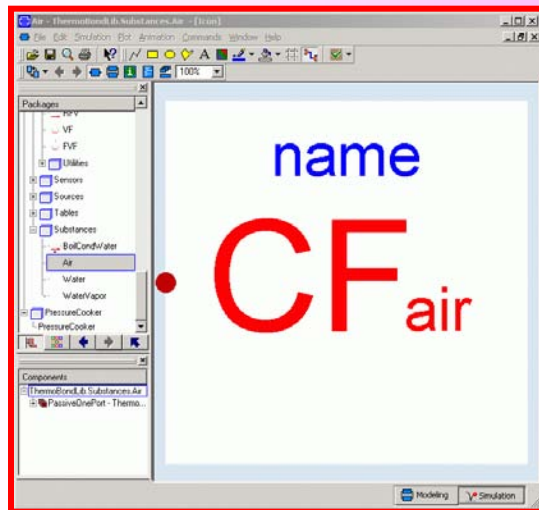 Air - ThermoBondLib.Substances.Air - [Icon]
File Edit Simulation Plot Animation Commands Window Help
100%
Packages
RFV
VF
FVF
Utilities
Sensors
Sources
Tables
Substances
BoilCondWater
Air
Water
WaterVapor
PressureCooker
PressureCooker
Components
ThermoBondLib.Substances.Air
PassiveOnePort - Thermo...
name
CF air
Modeling
Simulation